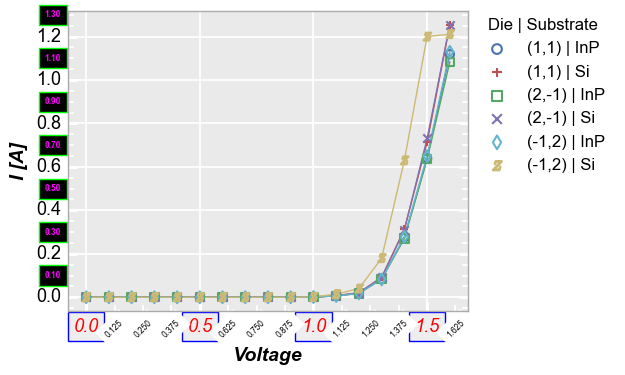 Die | Substrate
(1,1) | InP
(1,1) | Si
(2,-1) | InP
(2,-1) | Si
(-1,2) | InP
(-1,2) | Si
I [A]
1.30
1.2
1.10
1.0
0.90
0.8
0.70
0.6
0.50
0.4
0.30
0.2
0.10
0.0
0.0 0.125 0.250 0.375 0.5 0.625 0.750 0.875 1.0 1.125 1.250 1.375 1.5 1.625
Voltage